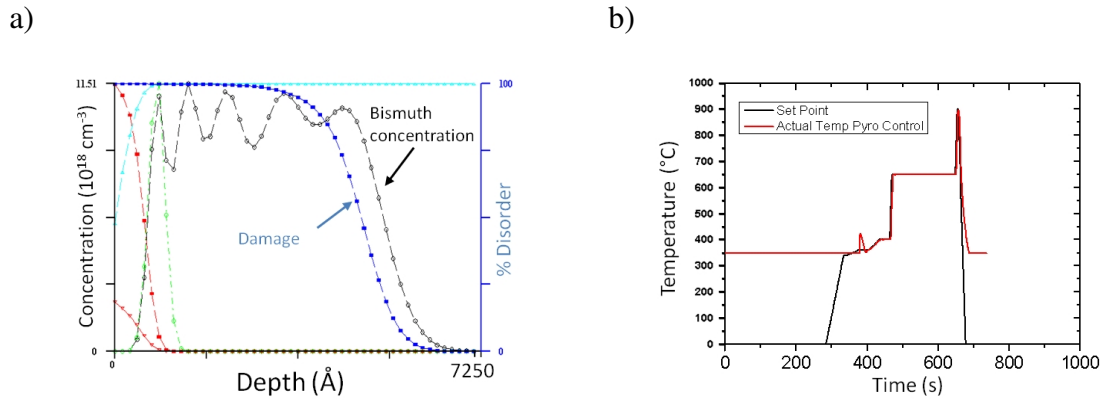 a)
b)
11.51
100
Bismuth
concentration
Damage
Concentration (10¹⁸ cm⁻³)
% Disorder
0
0
0
7250
Depth (Å)
1000
900
800
700
600
500
400
300
200
100
0
Set Point
Actual Temp Pyro Control
Temperature (°C)
0
200
400
600
800
1000
Time (s)